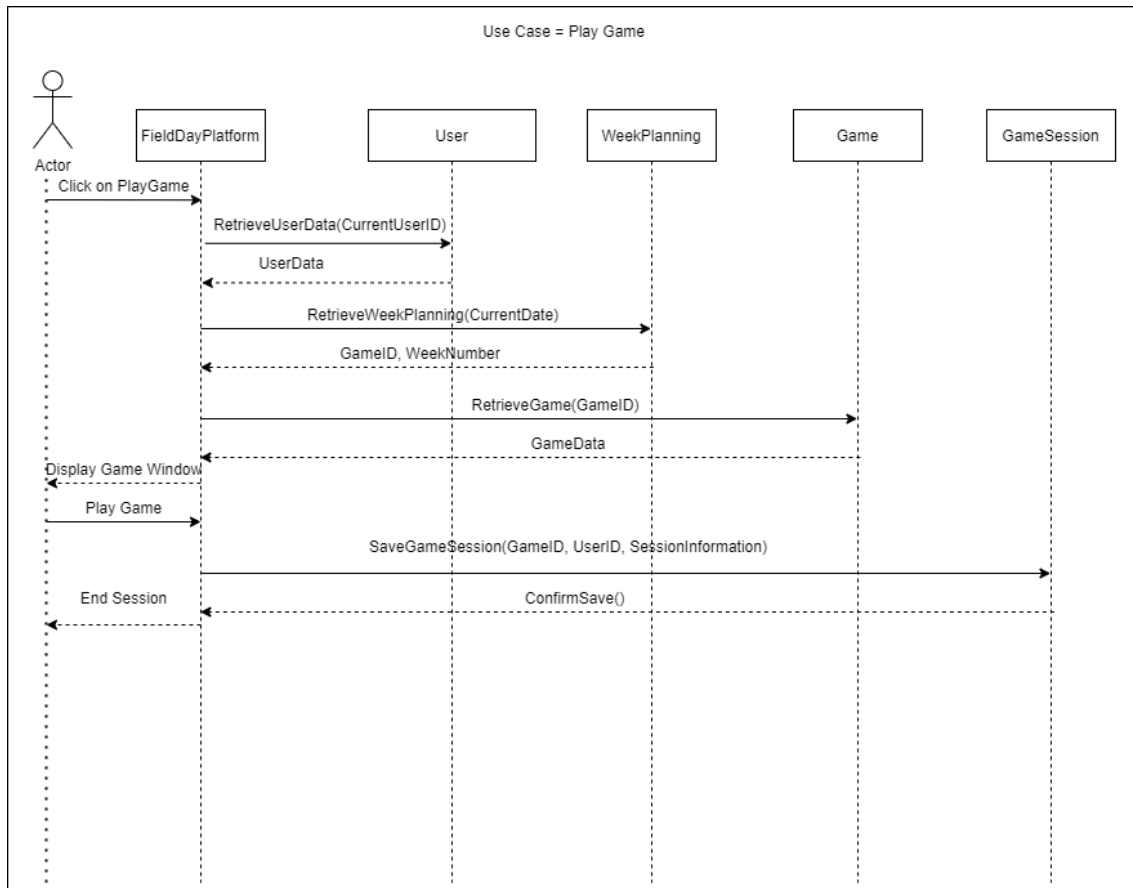 Use Case = Play Game
Actor
FieldDayPlatform
User
WeekPlanning
Game
GameSession
Click on PlayGame
RetrieveUserData(CurrentUserID)
UserData
RetrieveWeekPlanning(CurrentDate)
GameID, WeekNumber
RetrieveGame(GameID)
GameData
Display Game Window
Play Game
SaveGameSession(GameID, UserID, SessionInformation)
End Session
ConfirmSave()